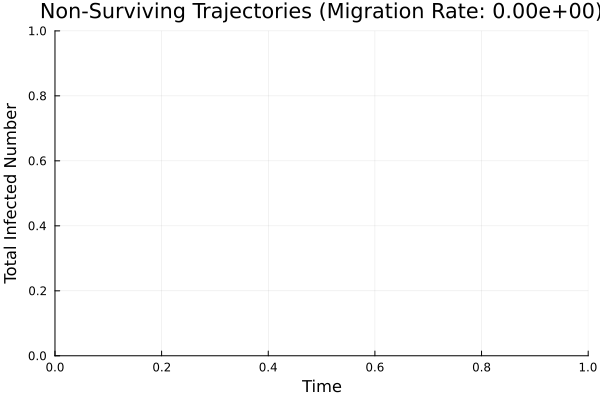 Non-Surviving Trajectories (Migration Rate: 0.00e+00)
Total Infected Number
1.0
0.8
0.6
0.4
0.2
0.0
0.0 0.2 0.4 0.6 0.8 1.0
Time